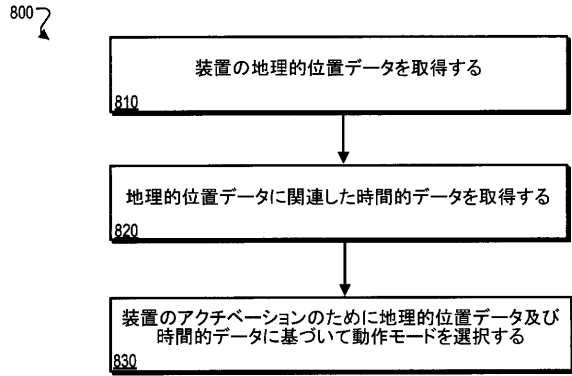 800
装置の地理的位置データを取得する
810
地理的位置データに関連した時間的データを取得する
820
装置のアクチベーションのために地理的位置データ及び
時間的データに基づいて動作モードを選択する
830